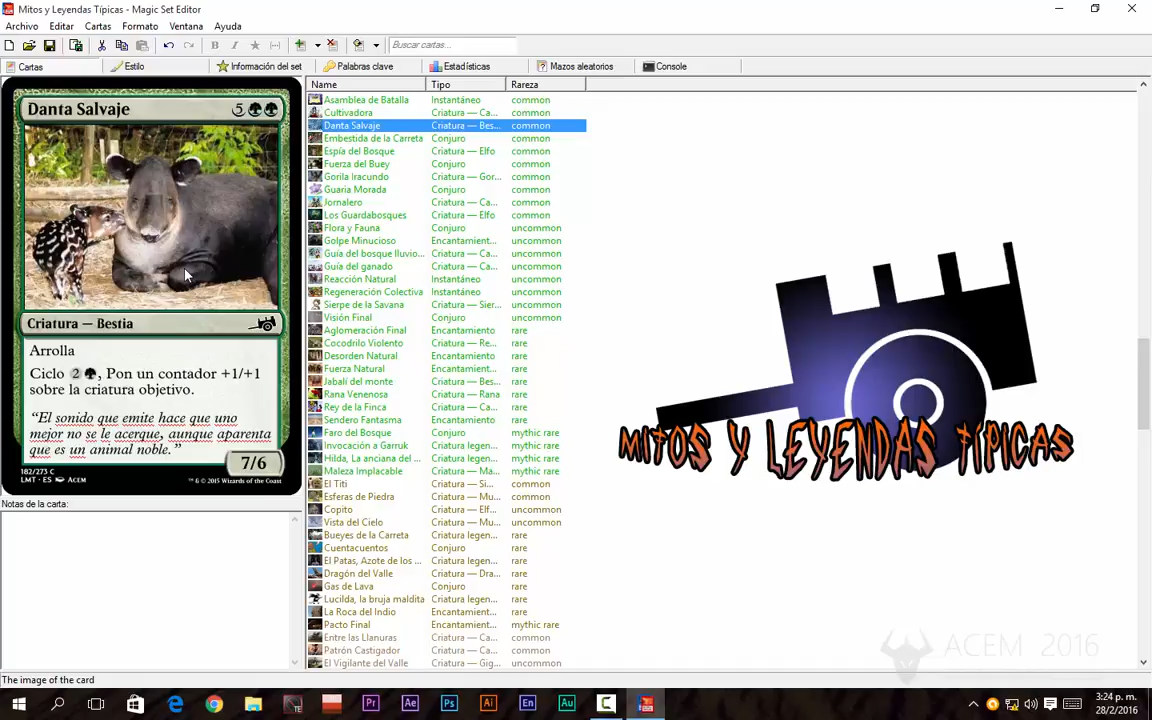 Mitos y Leyendas Típicas - Magic Set Editor
Archivo Editar Cartas Formato Ventana Ayuda
B I Buscar cartas...
Cartas Estilo Información del set Palabras clave Estadísticas Mazos aleatorios Console
Danta Salvaje 5
Criatura — Bestia
Arrolla
Ciclo 2 , Pon un contador +1/+1
sobre la criatura objetivo.
“El sonido que emite hace que uno
mejor no se le acerque, aunque aparenta
que es un animal noble.”
7/6
182/273 C
LMT · ES Acem
™ & © 2015 Wizards of the Coast
Notas de la carta:
Name Tipo Rareza
Asamblea de Batalla Instantáneo common
Cultivadora Criatura — Ca... common
Danta Salvaje Criatura — Bes... common
Embestida de la Carreta Conjuro common
Espía del Bosque Criatura — Elfo common
Fuerza del Buey Conjuro common
Gorila Iracundo Criatura — Gor... common
Guaria Morada Conjuro common
Jornalero Criatura — Ca... common
Los Guardabosques Criatura — Elfo common
Flora y Fauna Conjuro uncommon
Golpe Minucioso Encantamient... uncommon
Guía del bosque lluvio... Criatura — Ca... uncommon
Guía del ganado Criatura — Ca... uncommon
Reacción Natural Instantáneo uncommon
Regeneración Colectiva Instantáneo uncommon
Sierpe de la Savana Criatura — Sier... uncommon
Visión Final Conjuro uncommon
Aglomeración Final Encantamiento rare
Cocodrilo Violento Criatura — Re... rare
Desorden Natural Encantamient... rare
Fuerza Natural Encantamient... rare
Jabalí del monte Criatura — Bes... rare
Rana Venenosa Criatura — Rana rare
Rey de la Finca Criatura — Ca... rare
Sendero Fantasma Encantamient... rare
Faro del Bosque Conjuro mythic rare
Invocación a Garruk Criatura legen... mythic rare
Hilda, La anciana del ... Criatura legen... mythic rare
Maleza Implacable Criatura — Ma... mythic rare
El Titi Criatura — Si... common
Esferas de Piedra Criatura — Mu... common
Copito Criatura — Elf... uncommon
Vista del Cielo Criatura — Mu... uncommon
Bueyes de la Carreta Criatura legen... rare
Cuentacuentos Conjuro rare
El Patas, Azote de los ... Criatura legen... rare
Dragón del Valle Criatura — Dra... rare
Gas de Lava Conjuro rare
Lucilda, la bruja maldita Criatura legen... rare
La Roca del Indio Encantamient... rare
Pacto Final Encantamient... mythic rare
Entre las Llanuras Criatura — Ca... common
Patrón Castigador Criatura — Ca... common
El Vigilante del Valle Criatura — Gig... uncommon
MITOS Y LEYENDAS TÍPICAS
ACEM 2016
The image of the card
TE Pr Ae Ps Ai En Au
3:24 p. m.
28/2/2016